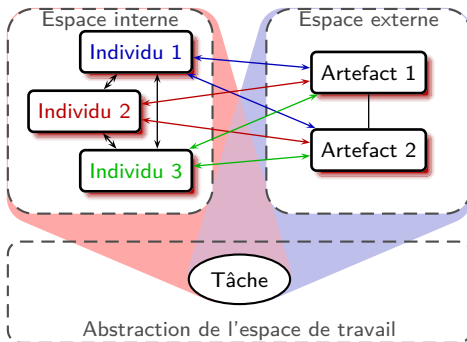 Espace interne
Espace externe
Individu 1
Artefact 1
Individu 2
Artefact 2
Individu 3
Tâche
Abstraction de l'espace de travail